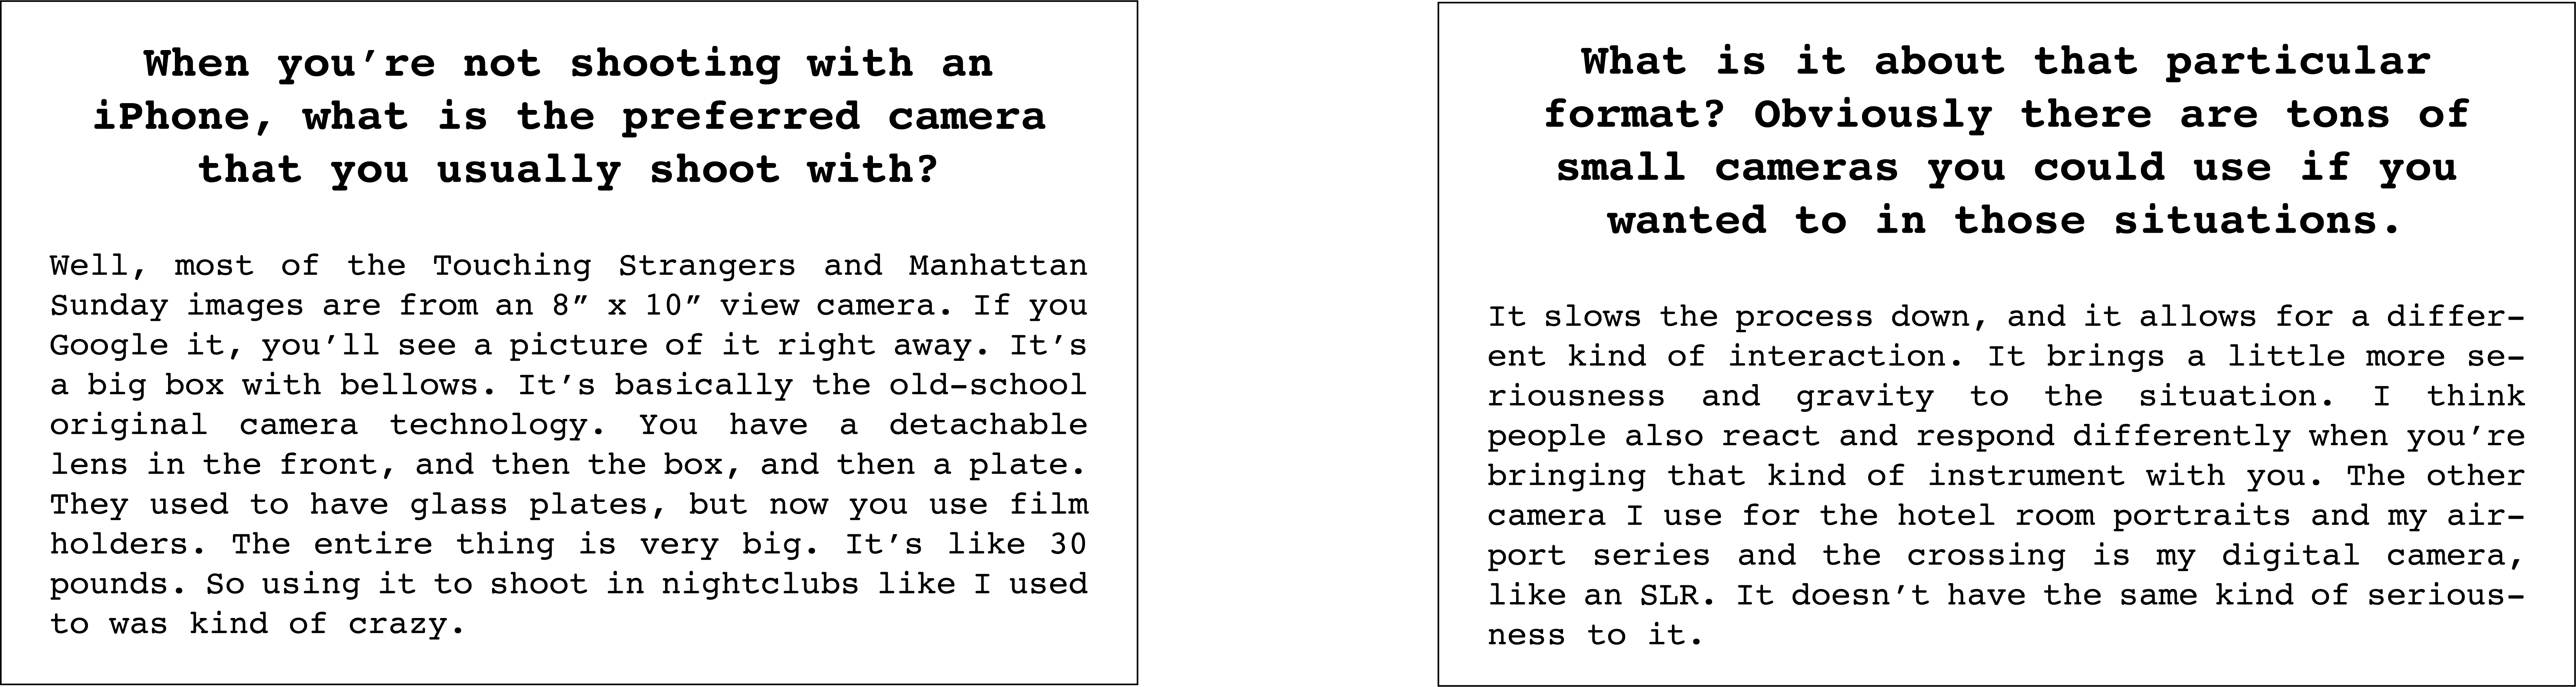 When you’re not shooting with an
iPhone, what is the preferred camera
that you usually shoot with?
Well, most of the Touching Strangers and Manhattan
Sunday images are from an 8” x 10” view camera. If you
Google it, you’ll see a picture of it right away. It’s
a big box with bellows. It’s basically the old-school
original camera technology. You have a detachable
lens in the front, and then the box, and then a plate.
They used to have glass plates, but now you use film
holders. The entire thing is very big. It’s like 30
pounds. So using it to shoot in nightclubs like I used
to was kind of crazy.
What is it about that particular
format? Obviously there are tons of
small cameras you could use if you
wanted to in those situations.
It slows the process down, and it allows for a differ-
ent kind of interaction. It brings a little more se-
riousness and gravity to the situation. I think
people also react and respond differently when you’re
bringing that kind of instrument with you. The other
camera I use for the hotel room portraits and my air-
port series and the crossing is my digital camera,
like an SLR. It doesn’t have the same kind of serious-
ness to it.